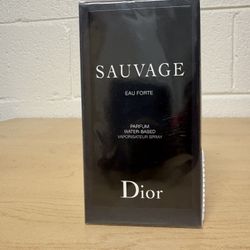 SAUVAGE
EAU FORTE
PARFUM
WATER-BASED
VAPORISATEUR SPRAY
Dior